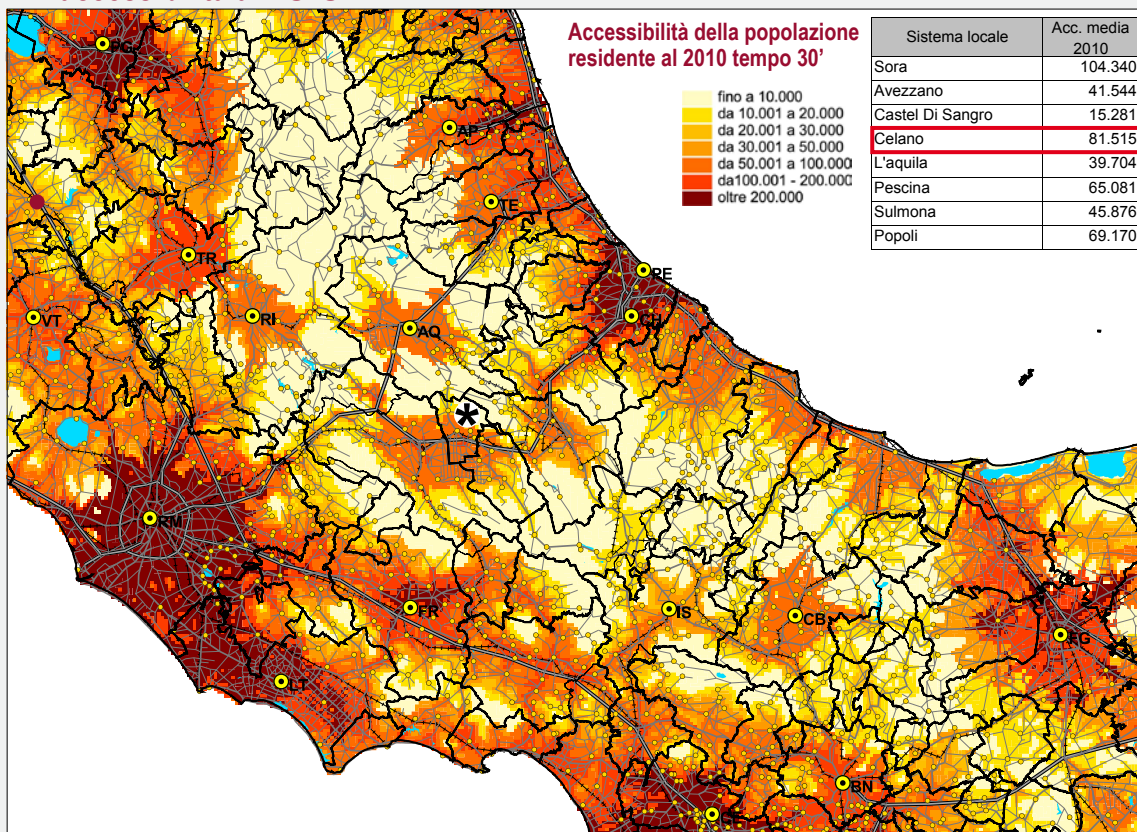 Accessibilità della popolazione
residente al 2010 tempo 30'
fino a 10.000
da 10.001 a 20.000
da 20.001 a 30.000
da 30.001 a 50.000
da 50.001 a 100.000
da100.001 - 200.000
oltre 200.000
Sistema locale Acc. media 2010
Sora 104.340
Avezzano 41.544
Castel Di Sangro 15.281
Celano 81.515
L'aquila 39.704
Pescina 65.081
Sulmona 45.876
Popoli 69.170
PG
AP
TE
TR
PE
VT
RI
AQ
CH
*
RM
FR
IS
CB
FG
LT
BN
CE